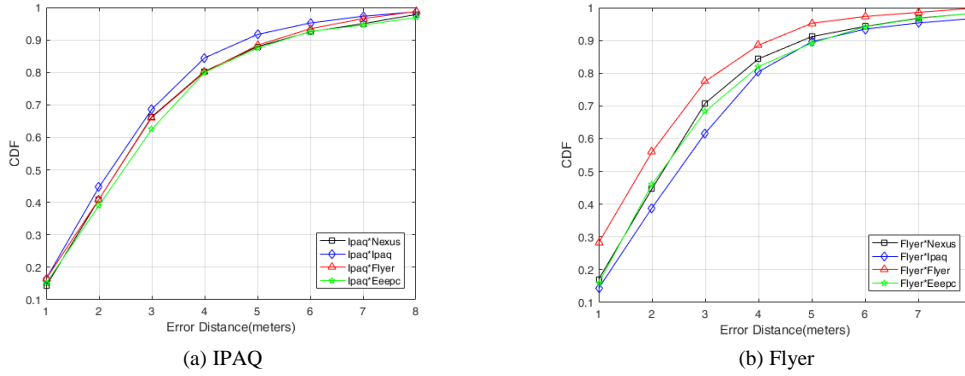 1
0.9
0.8
0.7
0.6
0.5
0.4
0.3
0.2
0.1
CDF
1 2 3 4 5 6 7 8
Error Distance(meters)
Ipaq*Nexus
Ipaq*Ipaq
Ipaq*Flyer
Ipaq*Eeepc
(a) IPAQ
1
0.9
0.8
0.7
0.6
0.5
0.4
0.3
0.2
0.1
CDF
1 2 3 4 5 6 7
Error Distance(meters)
Flyer*Nexus
Flyer*Ipaq
Flyer*Flyer
Flyer*Eeepc
(b) Flyer